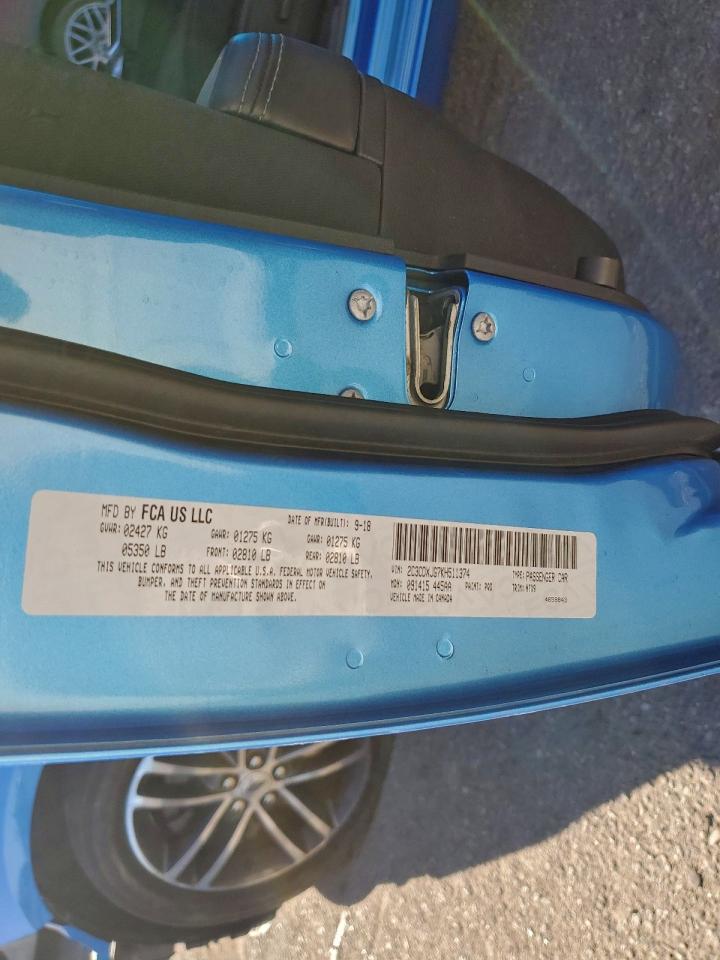 MFD BY FCA US LLC
DATE OF MFR(BUILT): 9-18
GVWR: 02427 KG
GAWR: 01275 KG
GAWR: 01275 KG
05350 LB
FRONT: 02810 LB
REAR: 02810 LB
THIS VEHICLE CONFORMS TO ALL APPLICABLE U.S.A. FEDERAL MOTOR VEHICLE SAFETY,
BUMPER, AND THEFT PREVENTION STANDARDS IN EFFECT ON
THE DATE OF MANUFACTURE SHOWN ABOVE.
VIN: 2C3CDXJG7KH511374
TYPE: PASSENGER CAR
MDH: 091415 445AA
PAINT: PQD
TRIM:
VEHICLE MADE IN CANADA